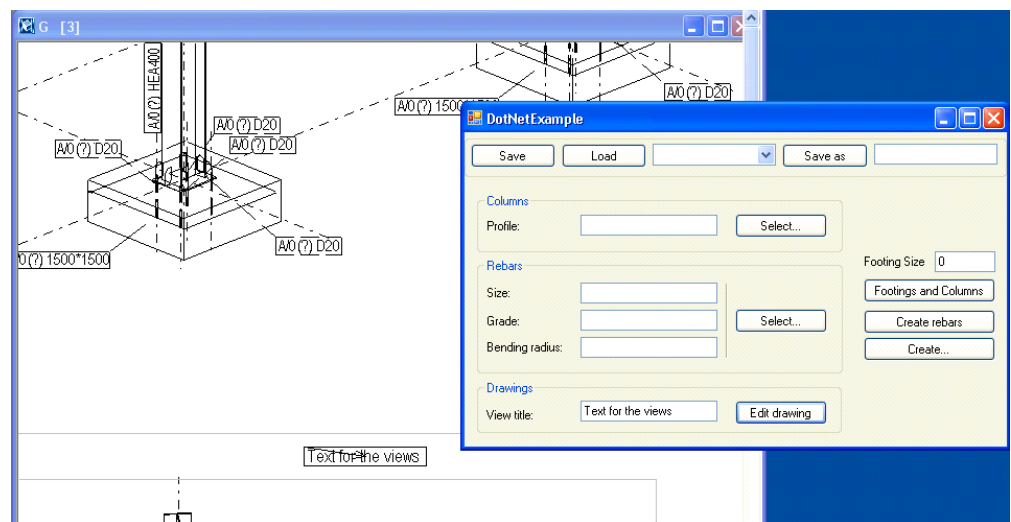 G [3]
A/0 (?) HEA400
A/0 (?) D20
A/0 (?) D20
A/0 (?) D20
A/0 (?) D20
/0 (?) 1500*1500
A/0 (?) D20
A/0 (?) 1500
DotNetExample
Save
Load
Save as
Columns
Profile:
Select...
Rebars
Size:
Grade:
Select...
Bending radius:
Footing Size
0
Footings and Columns
Create rebars
Create...
Drawings
View title:
Text for the views
Edit drawing
Text for the views